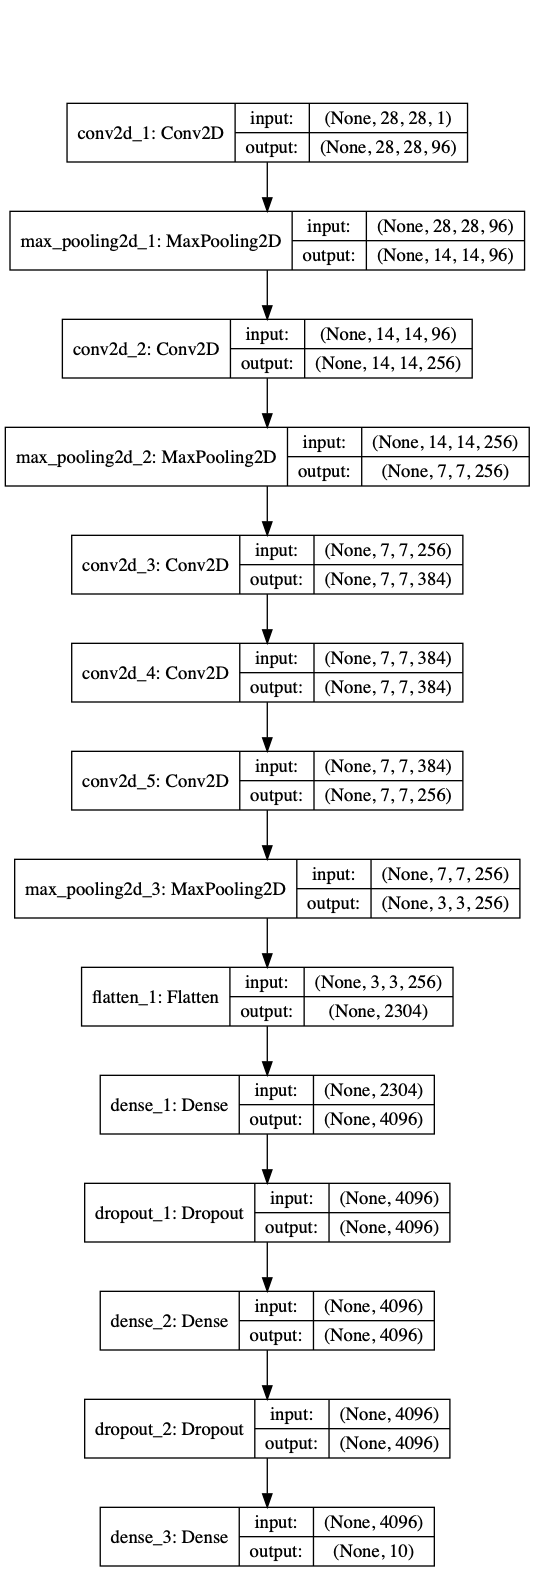 conv2d_1: Conv2D
input: (None, 28, 28, 1)
output: (None, 28, 28, 96)
max_pooling2d_1: MaxPooling2D
input: (None, 28, 28, 96)
output: (None, 14, 14, 96)
conv2d_2: Conv2D
input: (None, 14, 14, 96)
output: (None, 14, 14, 256)
max_pooling2d_2: MaxPooling2D
input: (None, 14, 14, 256)
output: (None, 7, 7, 256)
conv2d_3: Conv2D
input: (None, 7, 7, 256)
output: (None, 7, 7, 384)
conv2d_4: Conv2D
input: (None, 7, 7, 384)
output: (None, 7, 7, 384)
conv2d_5: Conv2D
input: (None, 7, 7, 384)
output: (None, 7, 7, 256)
max_pooling2d_3: MaxPooling2D
input: (None, 7, 7, 256)
output: (None, 3, 3, 256)
flatten_1: Flatten
input: (None, 3, 3, 256)
output: (None, 2304)
dense_1: Dense
input: (None, 2304)
output: (None, 4096)
dropout_1: Dropout
input: (None, 4096)
output: (None, 4096)
dense_2: Dense
input: (None, 4096)
output: (None, 4096)
dropout_2: Dropout
input: (None, 4096)
output: (None, 4096)
dense_3: Dense
input: (None, 4096)
output: (None, 10)